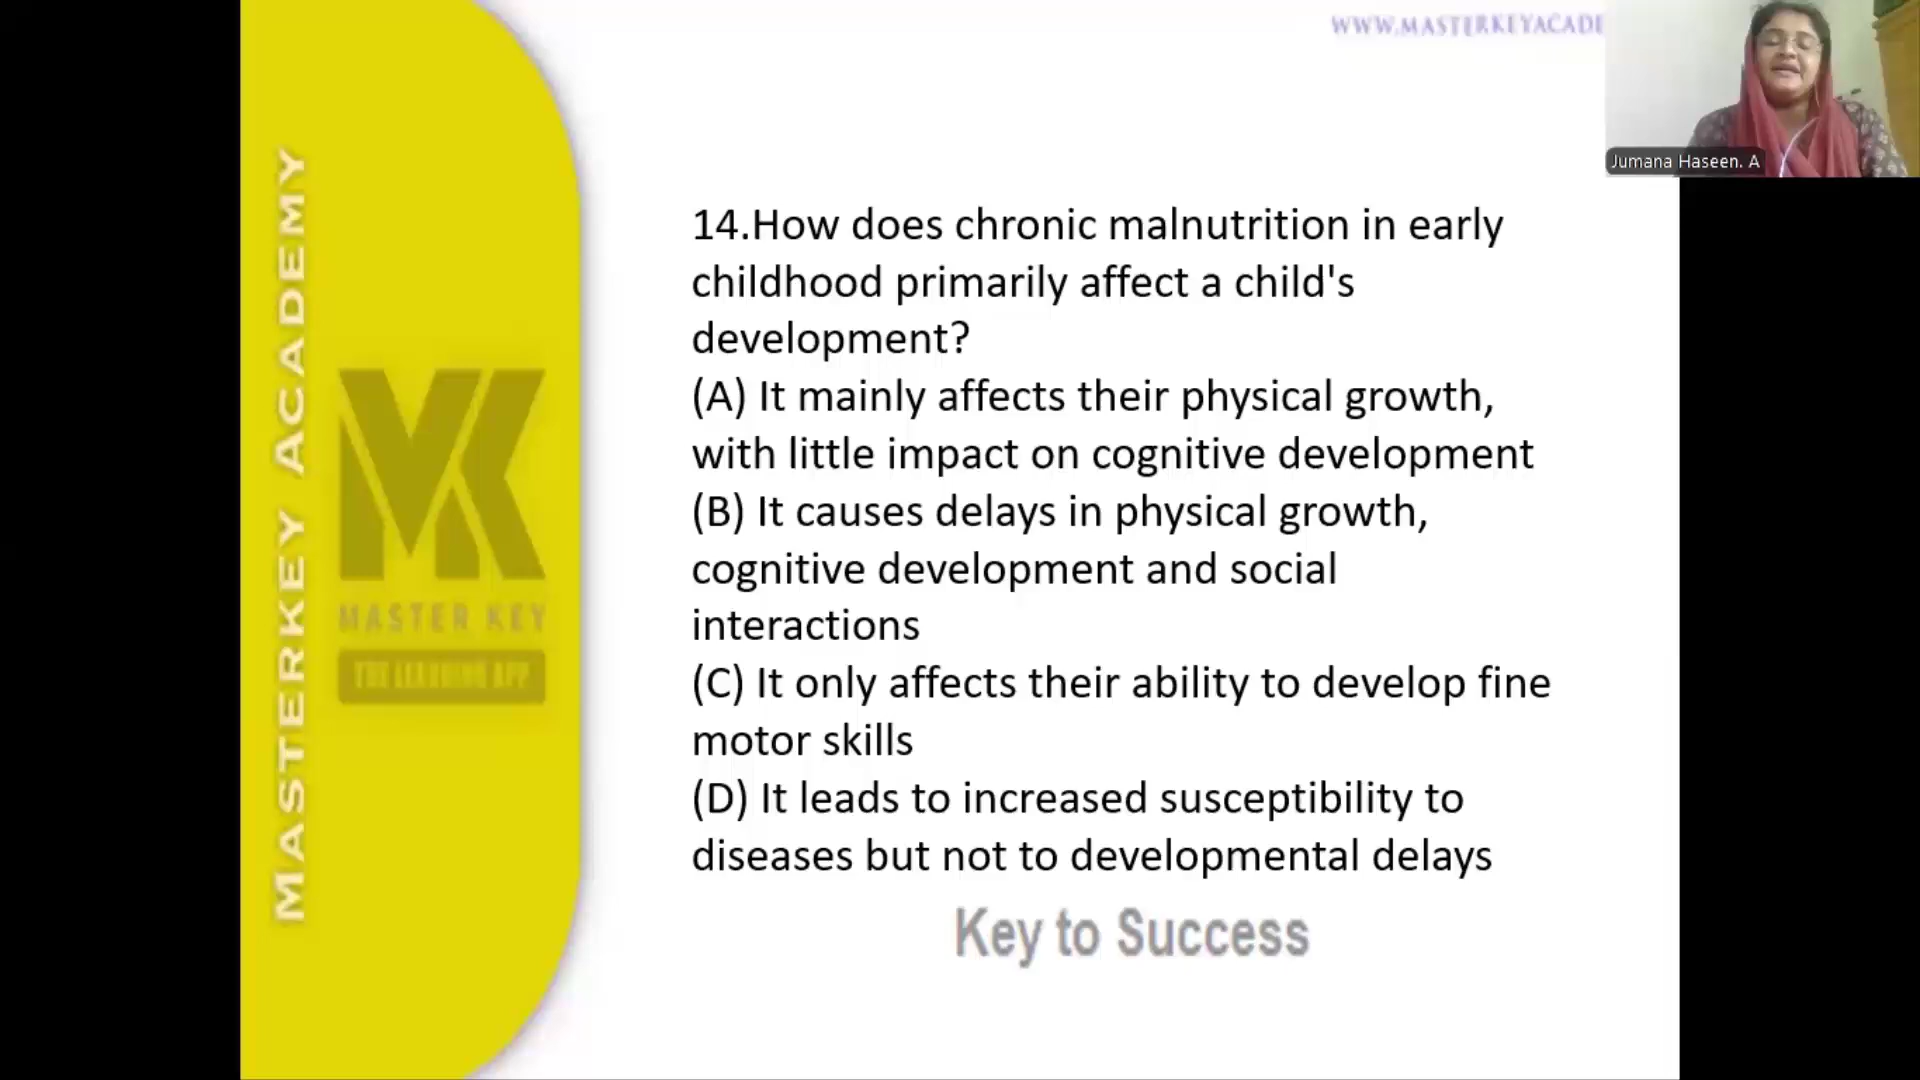 WWW.MASTERKEYACADE
Jumana Haseen. A
MASTERKEY ACADEMY
MASTER KEY
THE LEARNING APP
14.How does chronic malnutrition in early
childhood primarily affect a child's
development?
(A) It mainly affects their physical growth,
with little impact on cognitive development
(B) It causes delays in physical growth,
cognitive development and social
interactions
(C) It only affects their ability to develop fine
motor skills
(D) It leads to increased susceptibility to
diseases but not to developmental delays
Key to Success